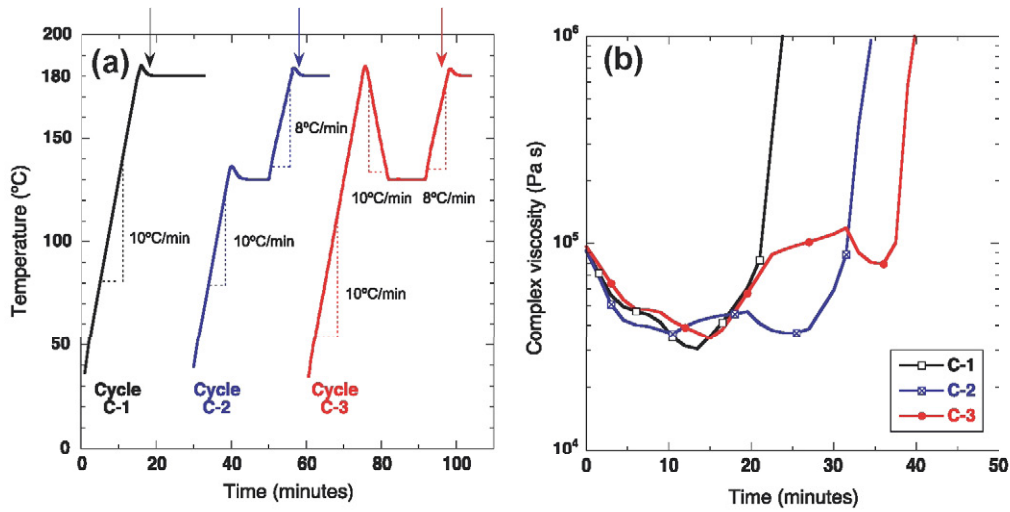 (a)
200
180
150
100
50
0
Temperature (ºC)
8ºC/min
10ºC/min
10ºC/min
10ºC/min
8ºC/min
10ºC/min
Cycle
C-1
Cycle
C-2
Cycle
C-3
0
20
40
60
80
100
Time (minutes)
(b)
10⁶
10⁵
10⁴
Complex viscosity (Pa s)
C-1
C-2
C-3
0
10
20
30
40
50
Time (minutes)